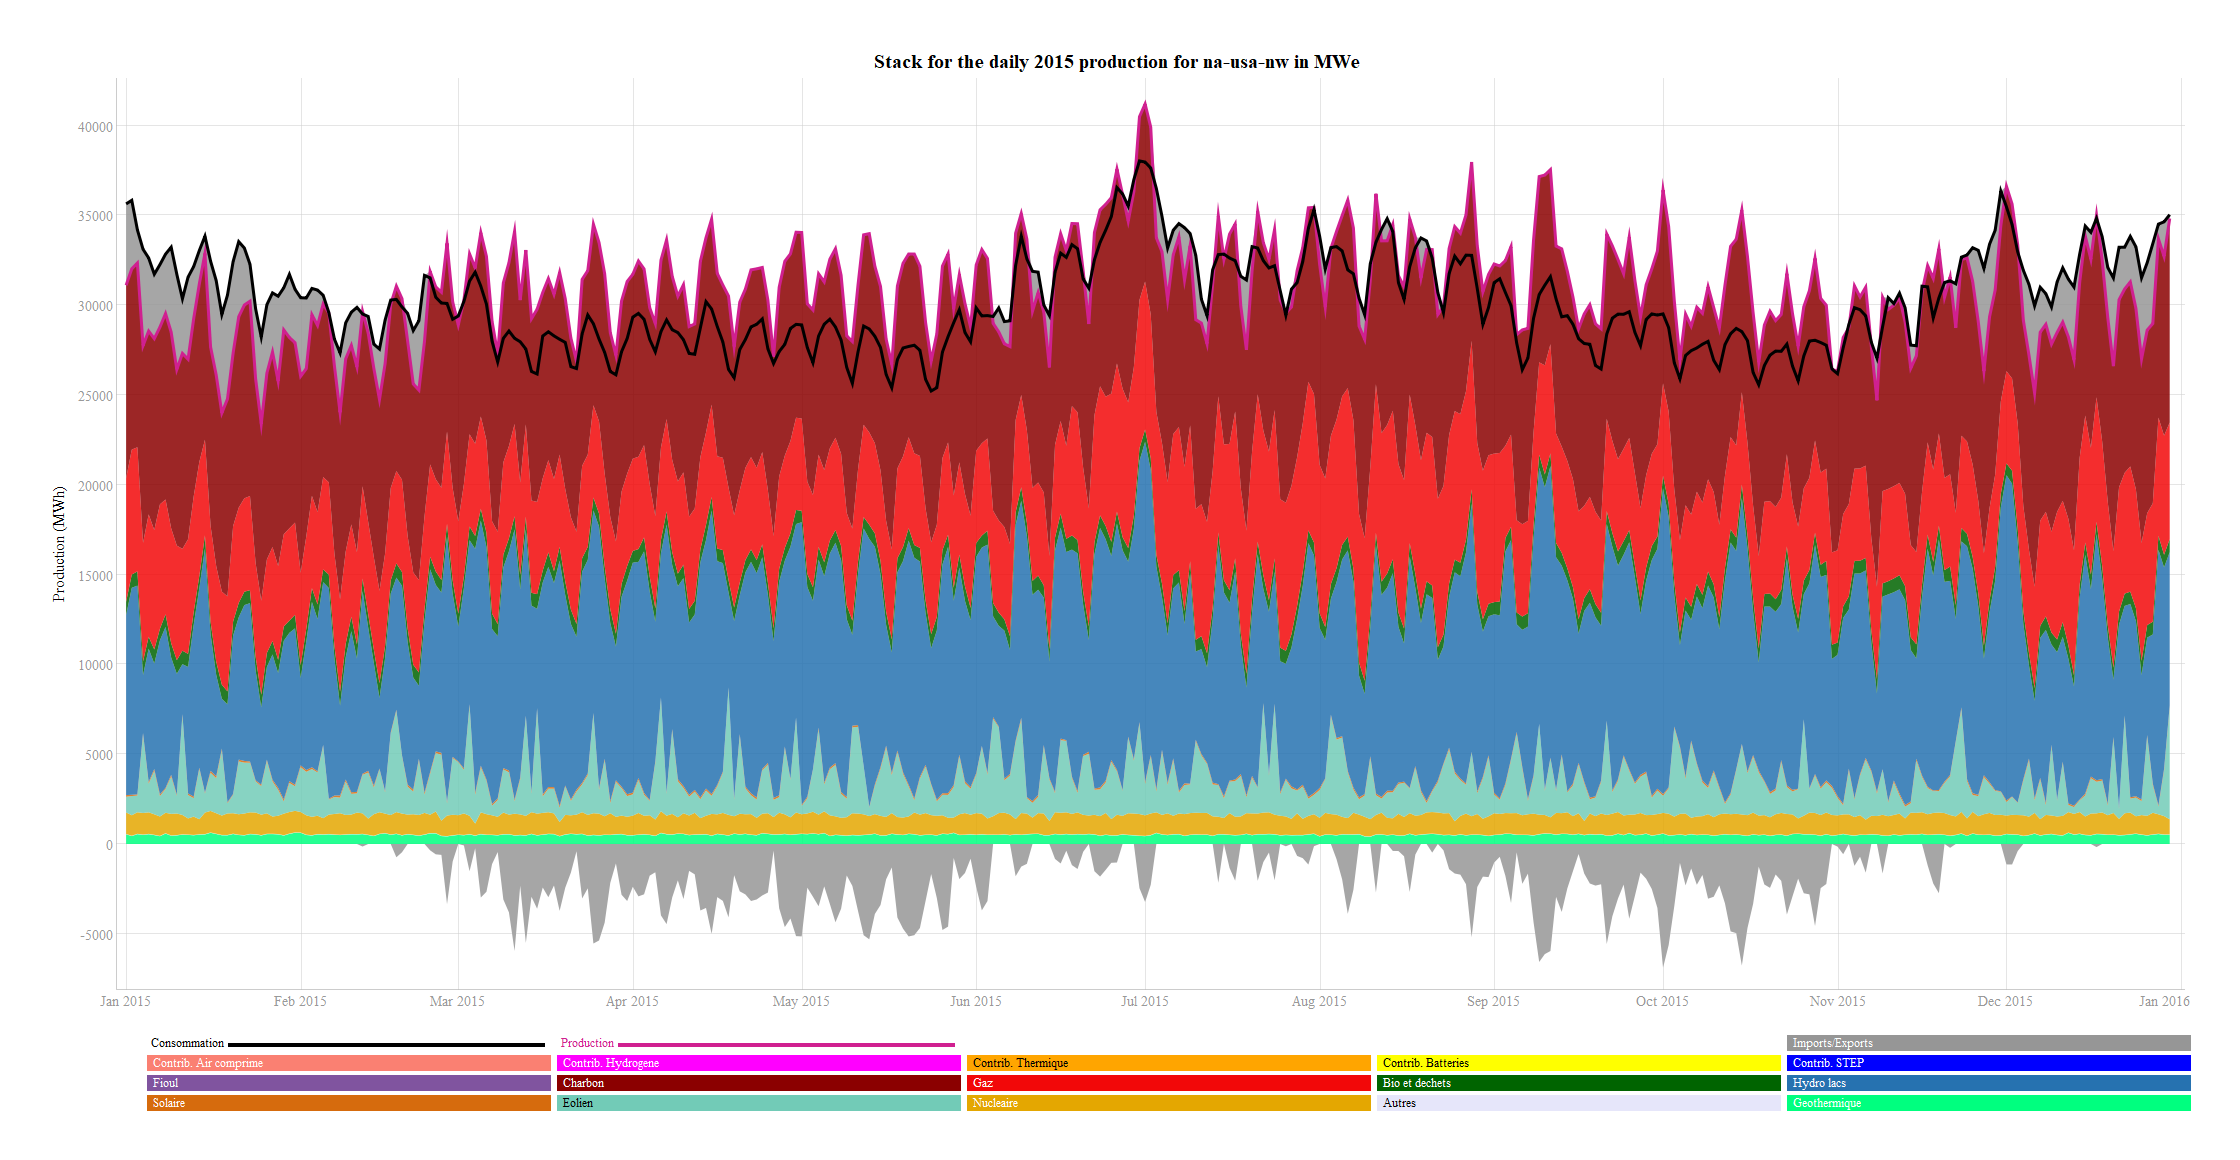 Stack for the daily 2015 production for na-usa-nw in MWe
Production (MWh)
40000
35000
30000
25000
20000
15000
10000
5000
0
-5000
Jan 2015 Feb 2015 Mar 2015 Apr 2015 May 2015 Jun 2015 Jul 2015 Aug 2015 Sep 2015 Oct 2015 Nov 2015 Dec 2015 Jan 2016
Consommation Production Imports/Exports
Contrib. Air comprime Contrib. Hydrogene Contrib. Thermique Contrib. Batteries Contrib. STEP
Fioul Charbon Gaz Bio et dechets Hydro lacs
Solaire Eolien Nucleaire Autres Geothermique